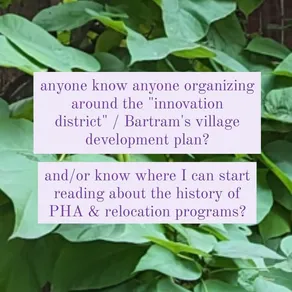 anyone know anyone organizing
around the "innovation
district" / Bartram's village
development plan?
and/or know where I can start
reading about the history of
PHA & relocation programs?